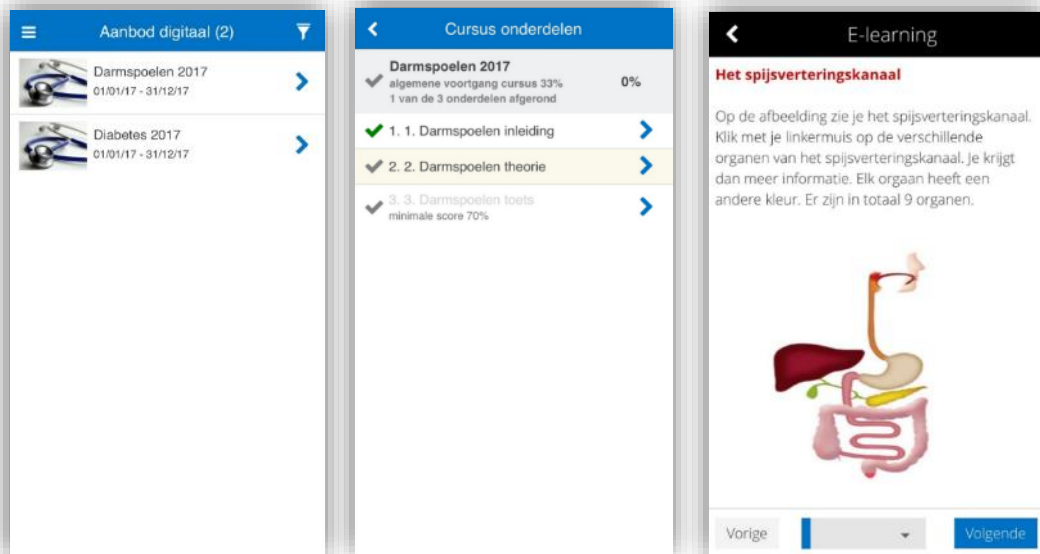 Aanbod digitaal (2)
Darmspoelen 2017
01/01/17 - 31/12/17
Diabetes 2017
01/01/17 - 31/12/17
Cursus onderdelen
Darmspoelen 2017
algemene voortgang cursus 33%
0%
1 van de 3 onderdelen afgerond
1. 1. Darmspoelen inleiding
2. 2. Darmspoelen theorie
3. 3. Darmspoelen toets
minimale score 70%
E-learning
Het spijsverteringskanaal
Op de afbeelding zie je het spijsverteringskanaal.
Klik met je linkermuis op de verschillende
organen van het spijsverteringskanaal. Je krijgt
dan meer informatie. Elk orgaan heeft een
andere kleur. Er zijn in totaal 9 organen.
Vorige
Volgende